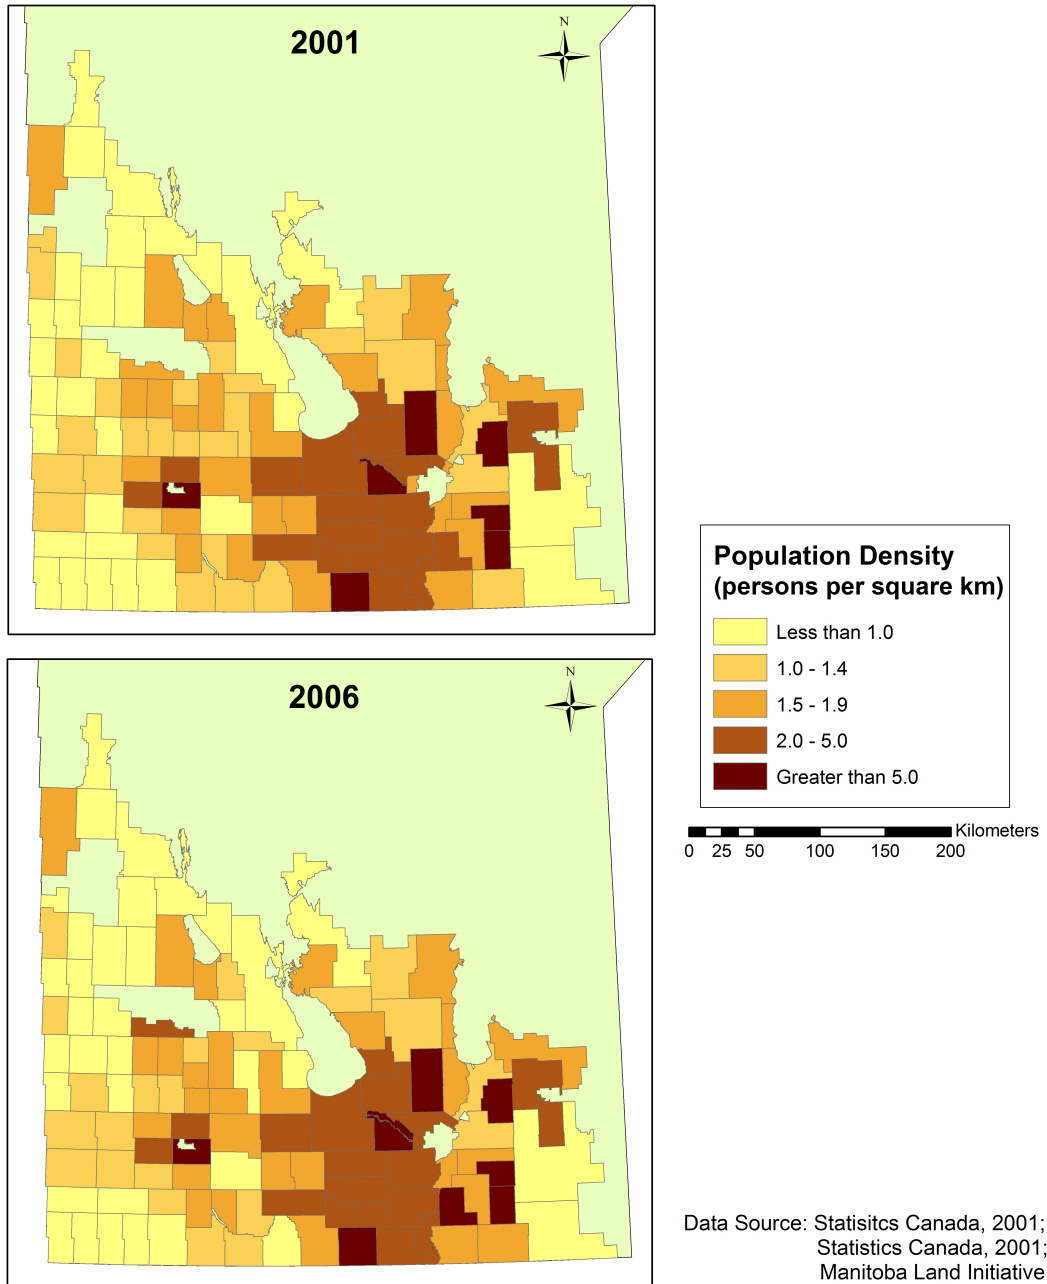 2001
N
2006
N
Population Density
(persons per square km)
Less than 1.0
1.0 - 1.4
1.5 - 1.9
2.0 - 5.0
Greater than 5.0
Kilometers
0 25 50 100 150 200
Data Source: Statisitcs Canada, 2001;
Statistics Canada, 2001;
Manitoba Land Initiative